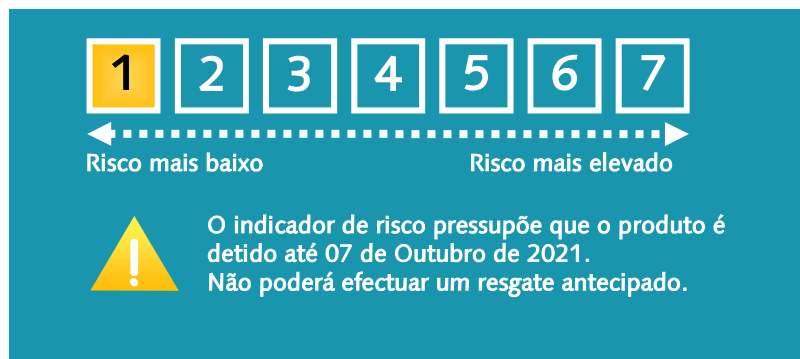 1 2 3 4 5 6 7
Risco mais baixo Risco mais elevado
O indicador de risco pressupõe que o produto é
detido até 07 de Outubro de 2021.
Não poderá efectuar um resgate antecipado.